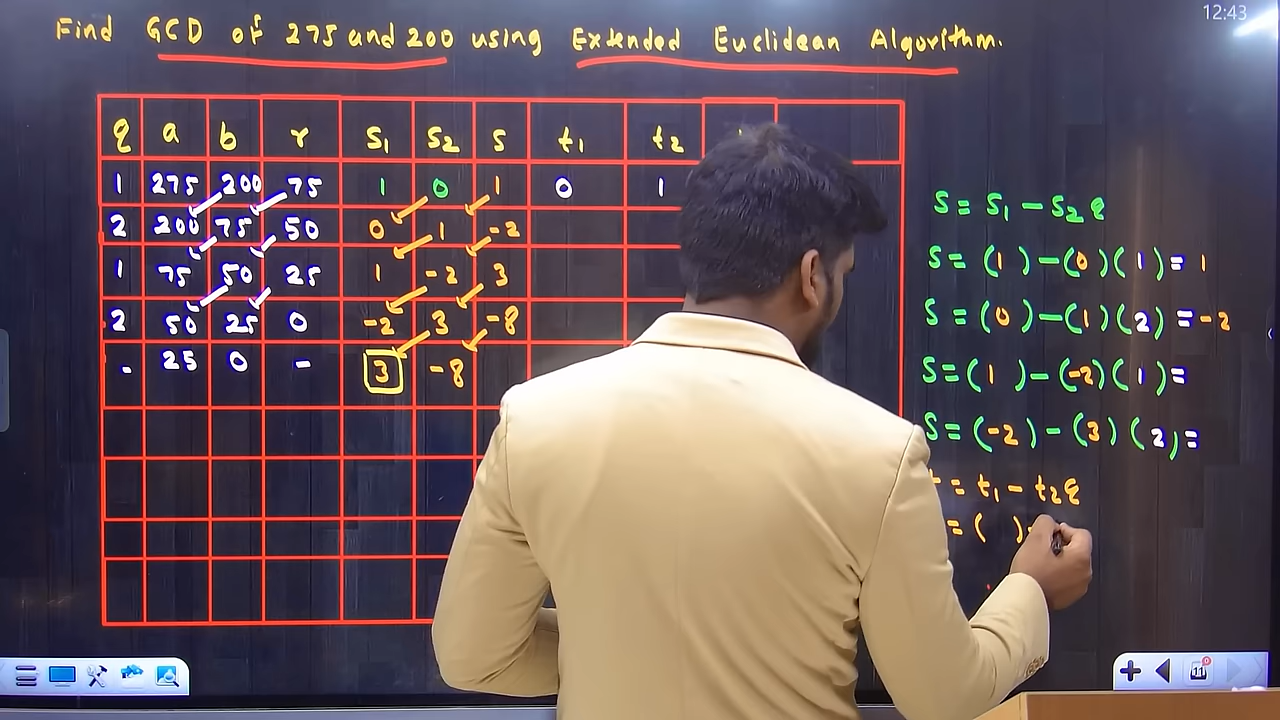 12:43
Find GCD of 275 and 200 using Extended Euclidean Algorithm.
q a b r s₁ s₂ s t₁ t₂
1 275 200 75 1 0 1 0 1
2 200 75 50 0 1 -2
1 75 50 25 1 -2 3
2 50 25 0 -2 3 -8
- 25 0 - 3 -8
s = s₁ - s₂ q
s = (1) - (0)(1) = 1
s = (0) - (1)(2) = -2
s = (1) - (-2)(1) =
s = (-2) - (3)(2) =
= t₁ - t₂ q
= ( ) -